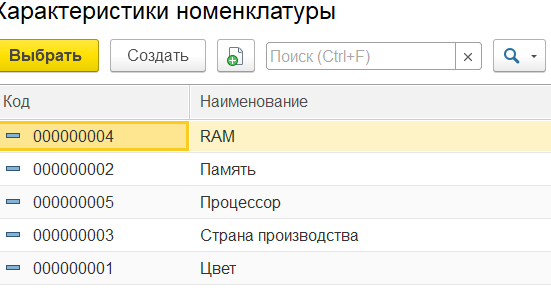 Характеристики номенклатуры
Выбрать Создать Поиск (Ctrl+F) ×
Код Наименование
000000004 RAM
000000002 Память
000000005 Процессор
000000003 Страна производства
000000001 Цвет